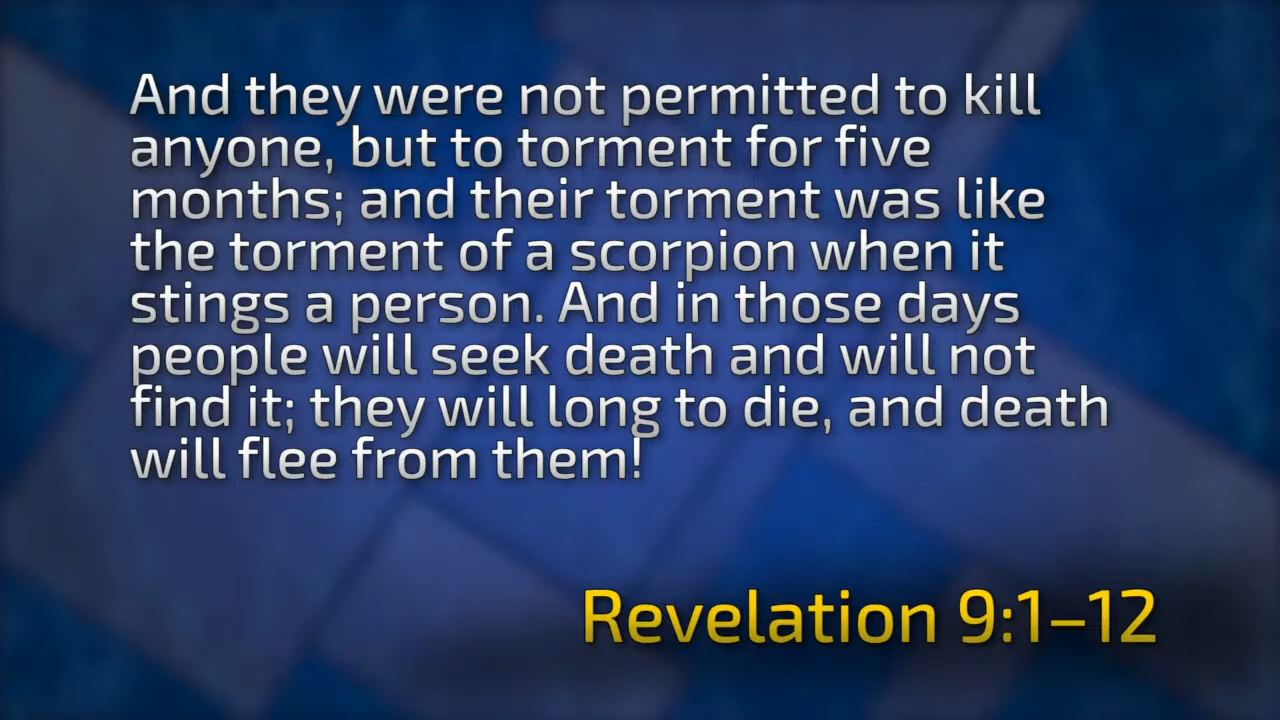 And they were not permitted to kill
anyone, but to torment for five
months; and their torment was like
the torment of a scorpion when it
stings a person. And in those days
people will seek death and will not
find it; they will long to die, and death
will flee from them!
Revelation 9:1–12